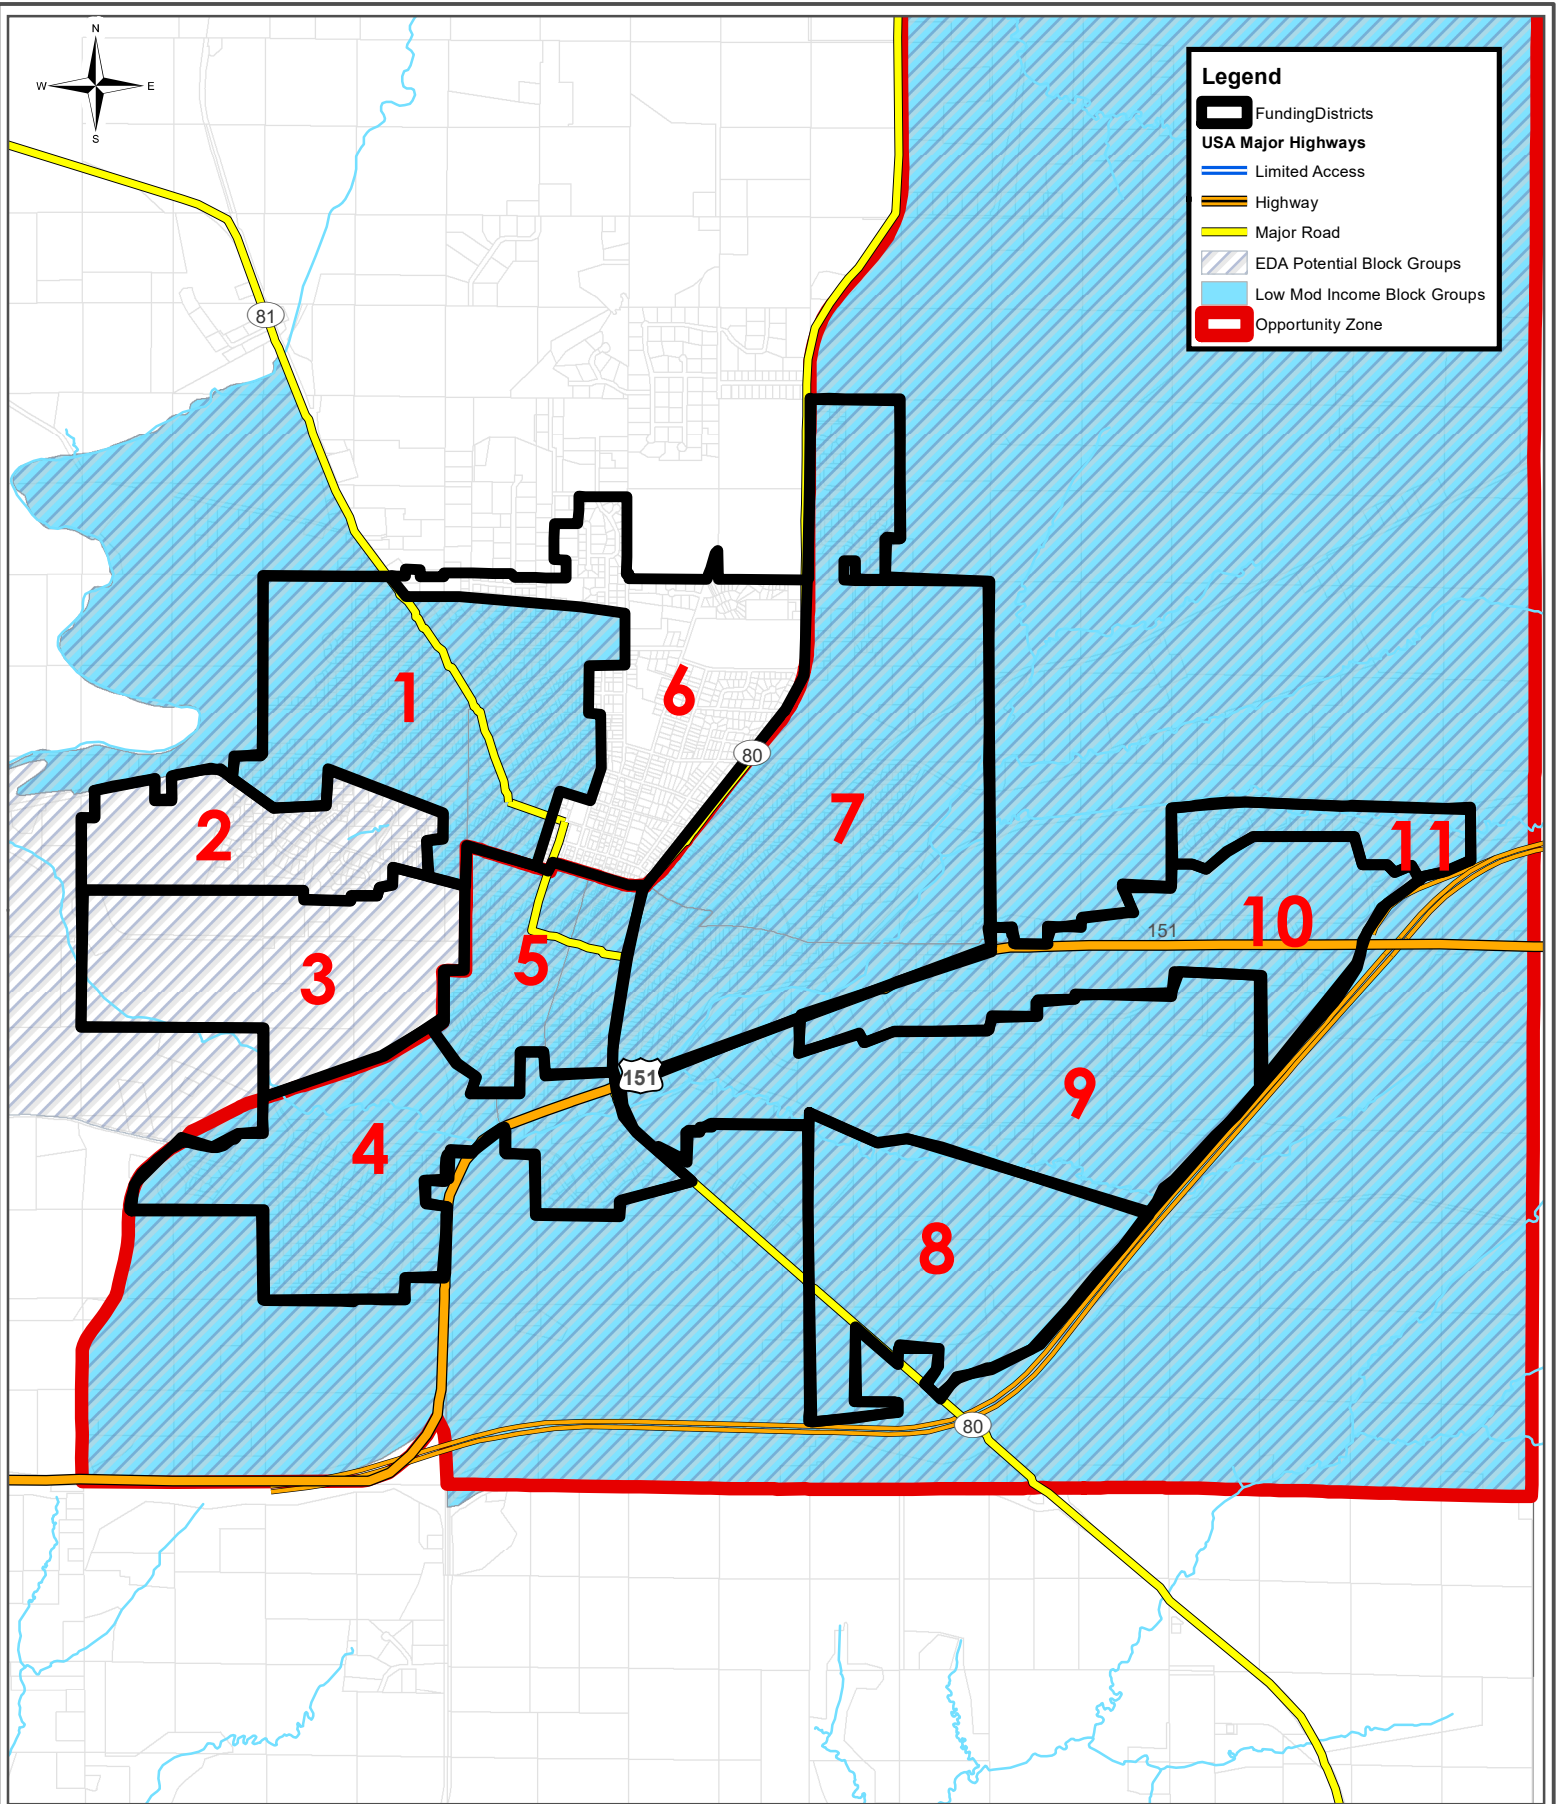 N
W
E
S
Legend
FundingDistricts
USA Major Highways
Limited Access
Highway
Major Road
EDA Potential Block Groups
Low Mod Income Block Groups
Opportunity Zone
81
1
6
80
2
7
11
10
151
5
3
151
9
4
8
80